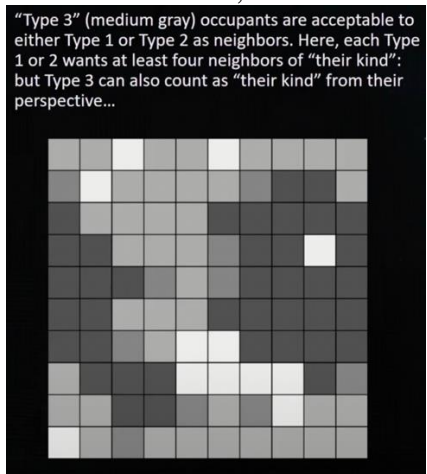 “Type 3” (medium gray) occupants are acceptable to
either Type 1 or Type 2 as neighbors. Here, each Type
1 or 2 wants at least four neighbors of “their kind”:
but Type 3 can also count as “their kind” from their
perspective…